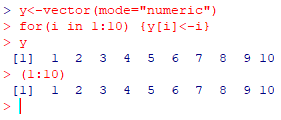 > y<-vector(mode="numeric")
> for(i in 1:10) {y[i]<-i}
> y
 [1]  1  2  3  4  5  6  7  8  9 10
> (1:10)
 [1]  1  2  3  4  5  6  7  8  9 10
> |